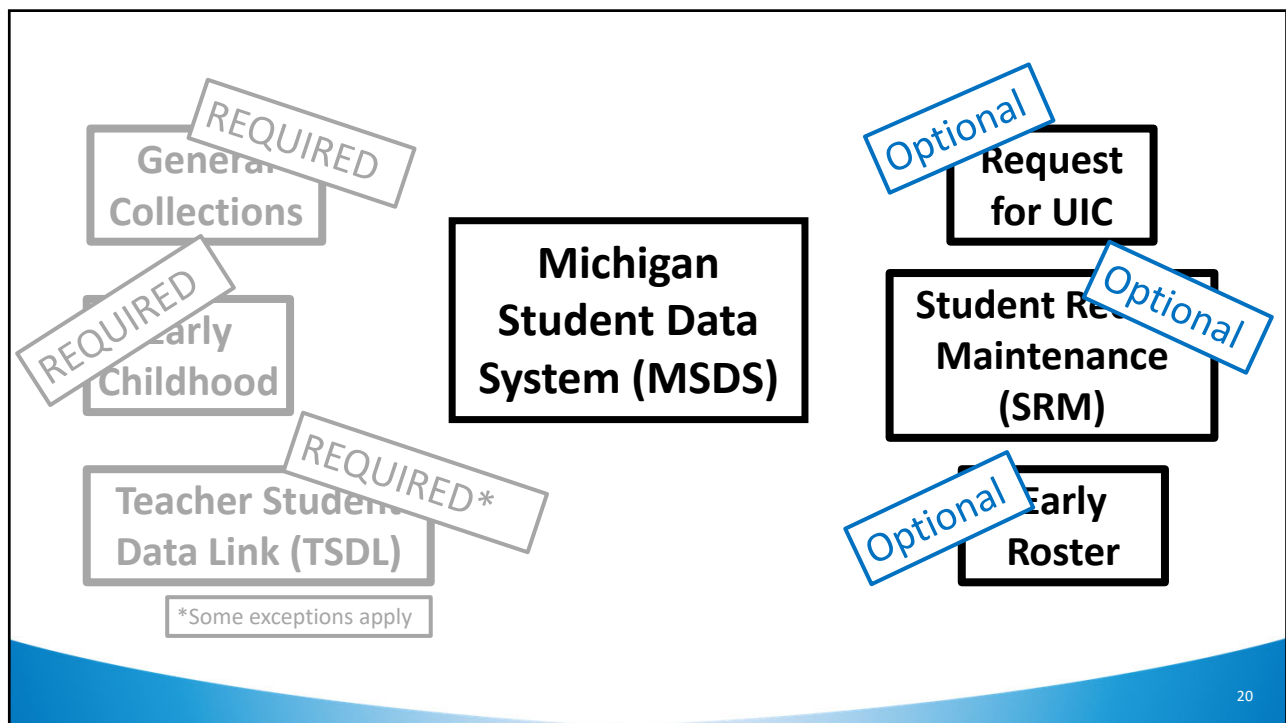 REQUIRED
General
Collections
REQUIRED
Early
Childhood
REQUIRED*
Teacher Student
Data Link (TSDL)
*Some exceptions apply
Michigan
Student Data
System (MSDS)
Optional
Request
for UIC
Optional
Student Record
Maintenance
(SRM)
Optional
Early
Roster
20